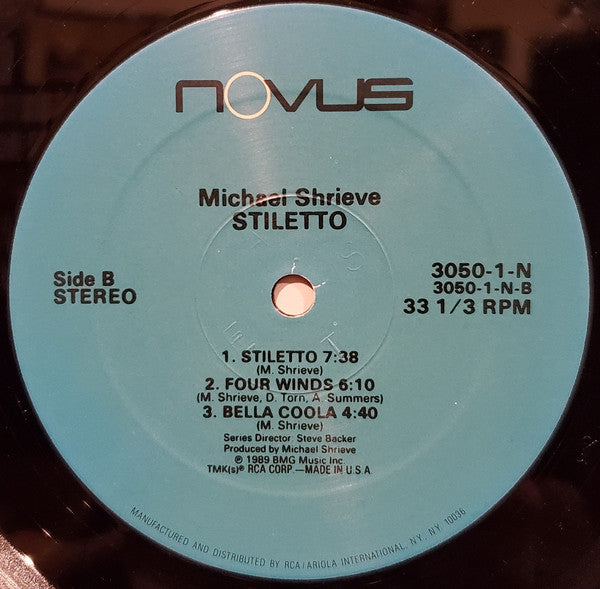 NOVUS
Michael Shrieve
STILETTO
Side B
STEREO
3050-1-N
3050-1-N-B
33 1/3 RPM
1. STILETTO 7:38
(M. Shrieve)
2. FOUR WINDS 6:10
(M. Shrieve, D. Torn, A. Summers)
3. BELLA COOLA 4:40
(M. Shrieve)
Series Director: Steve Backer
Produced by Michael Shrieve
℗ 1989 BMG Music Inc.
TMK(s)® RCA CORP.—MADE IN U.S.A.
MANUFACTURED AND DISTRIBUTED BY RCA/ARIOLA INTERNATIONAL, NY, NY 10036